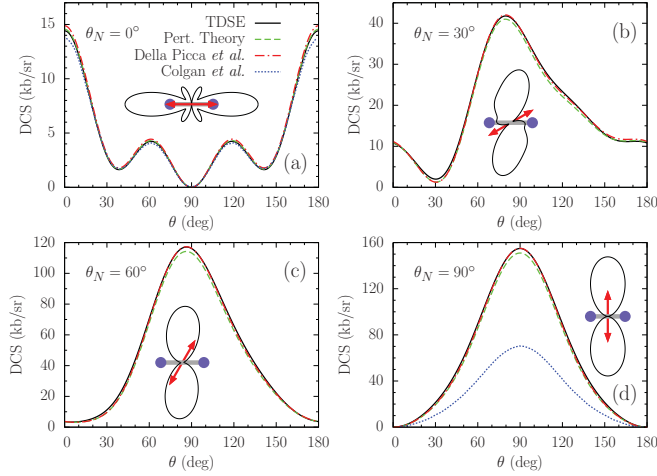 θ_N = 0°
TDSE
Pert. Theory
Della Picca et al.
Colgan et al.
(a)
DCS (kb/sr)
0
5
10
15
0 30 60 90 120 150 180
θ (deg)
θ_N = 30°
(b)
DCS (kb/sr)
0
10
20
30
40
0 30 60 90 120 150 180
θ (deg)
θ_N = 60°
(c)
DCS (kb/sr)
0
20
40
60
80
100
120
0 30 60 90 120 150 180
θ (deg)
θ_N = 90°
(d)
DCS (kb/sr)
0
40
80
120
160
0 30 60 90 120 150 180
θ (deg)